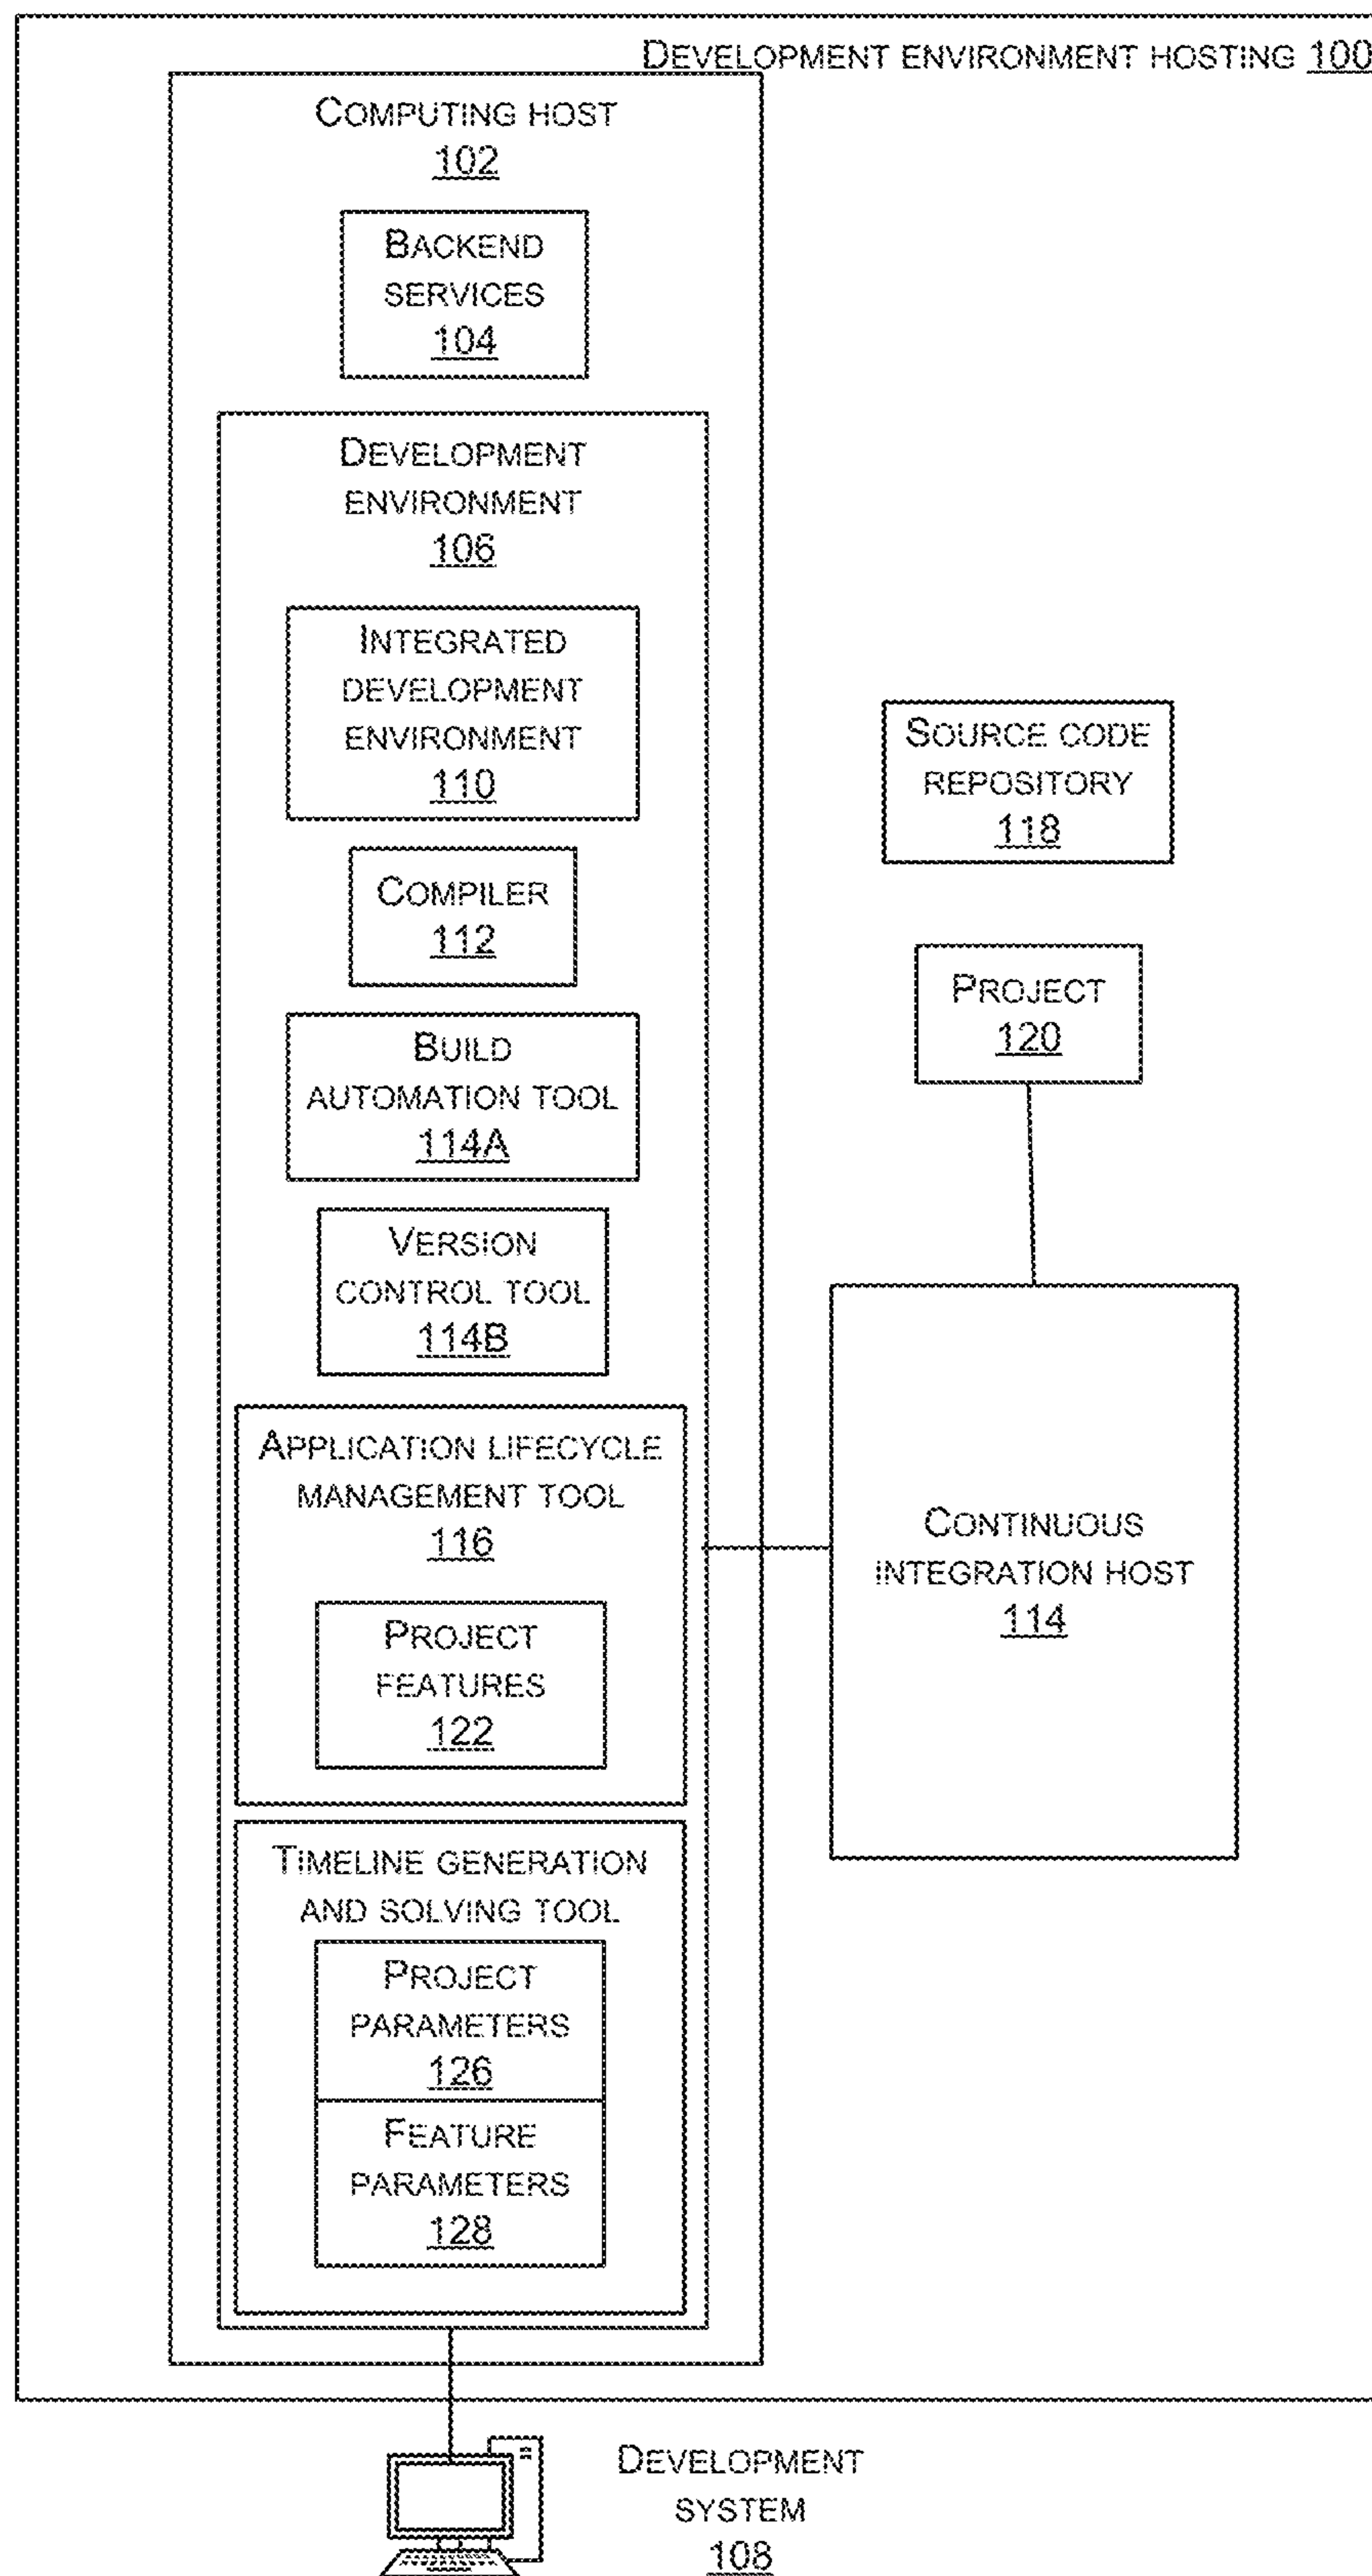 DEVELOPMENT ENVIRONMENT HOSTING 100
COMPUTING HOST
102
BACKEND
SERVICES
104
DEVELOPMENT
ENVIRONMENT
106
INTEGRATED
DEVELOPMENT
ENVIRONMENT
110
COMPILER
112
BUILD
AUTOMATION TOOL
114A
VERSION
CONTROL TOOL
114B
APPLICATION LIFECYCLE
MANAGEMENT TOOL
116
PROJECT
FEATURES
122
TIMELINE GENERATION
AND SOLVING TOOL
PROJECT
PARAMETERS
126
FEATURE
PARAMETERS
128
SOURCE CODE
REPOSITORY
118
PROJECT
120
CONTINUOUS
INTEGRATION HOST
114
DEVELOPMENT
SYSTEM
108